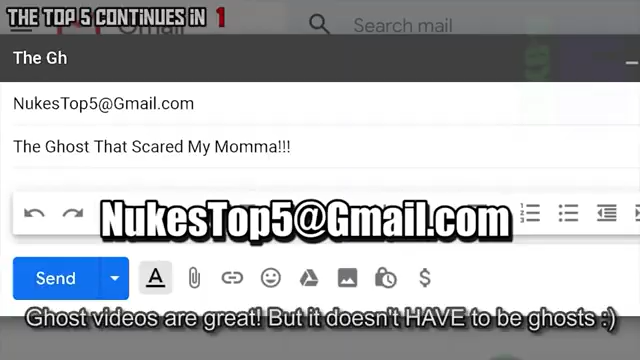 THE TOP 5 CONTINUES IN 1
Search mail
The Gh
NukesTop5@Gmail.com
The Ghost That Scared My Momma!!!
NukesTop5@Gmail.com
Send
Ghost videos are great! But it doesn't HAVE to be ghosts :)